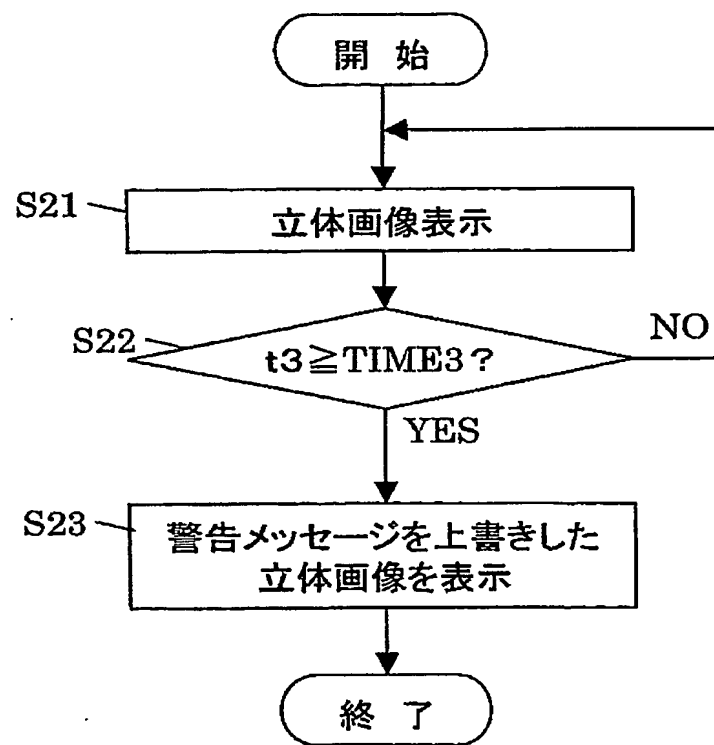 開始
S21
立体画像表示
S22
t3≧TIME3?
NO
YES
S23
警告メッセージを上書きした
立体画像を表示
終了